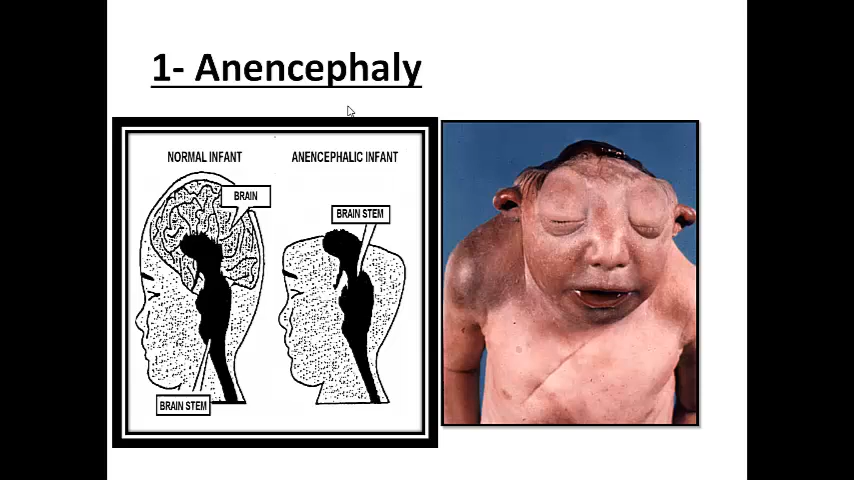 1- Anencephaly
NORMAL INFANT
ANENCEPHALIC INFANT
BRAIN
BRAIN STEM
BRAIN STEM